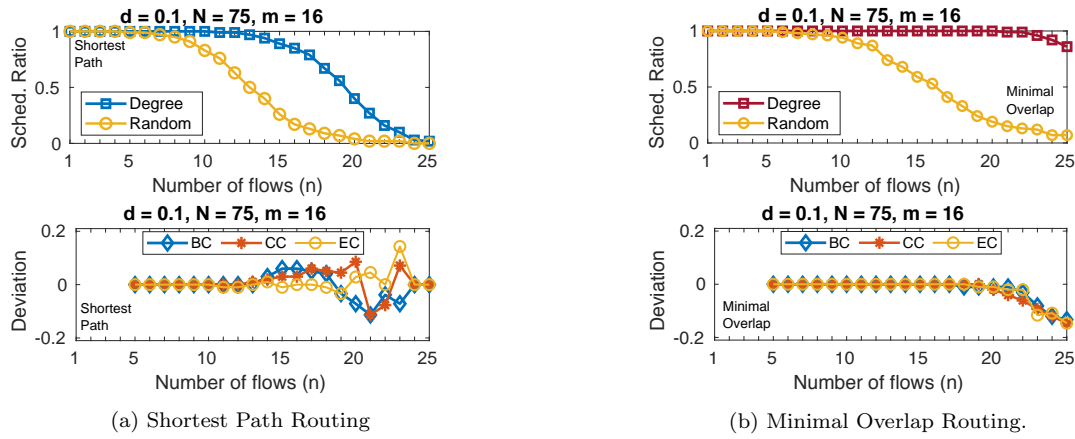 d = 0.1, N = 75, m = 16
Sched. Ratio
1
0.5
0
Shortest
Path
Degree
Random
1 5 10 15 20 25
Number of flows (n)
d = 0.1, N = 75, m = 16
Deviation
0.2
0
-0.2
BC CC EC
Shortest
Path
1 5 10 15 20 25
Number of flows (n)
(a) Shortest Path Routing
d = 0.1, N = 75, m = 16
Sched. Ratio
1
0.5
0
Degree
Random
Minimal
Overlap
1 5 10 15 20 25
Number of flows (n)
d = 0.1, N = 75, m = 16
Deviation
0.2
0
-0.2
BC CC EC
Minimal
Overlap
1 5 10 15 20 25
Number of flows (n)
(b) Minimal Overlap Routing.